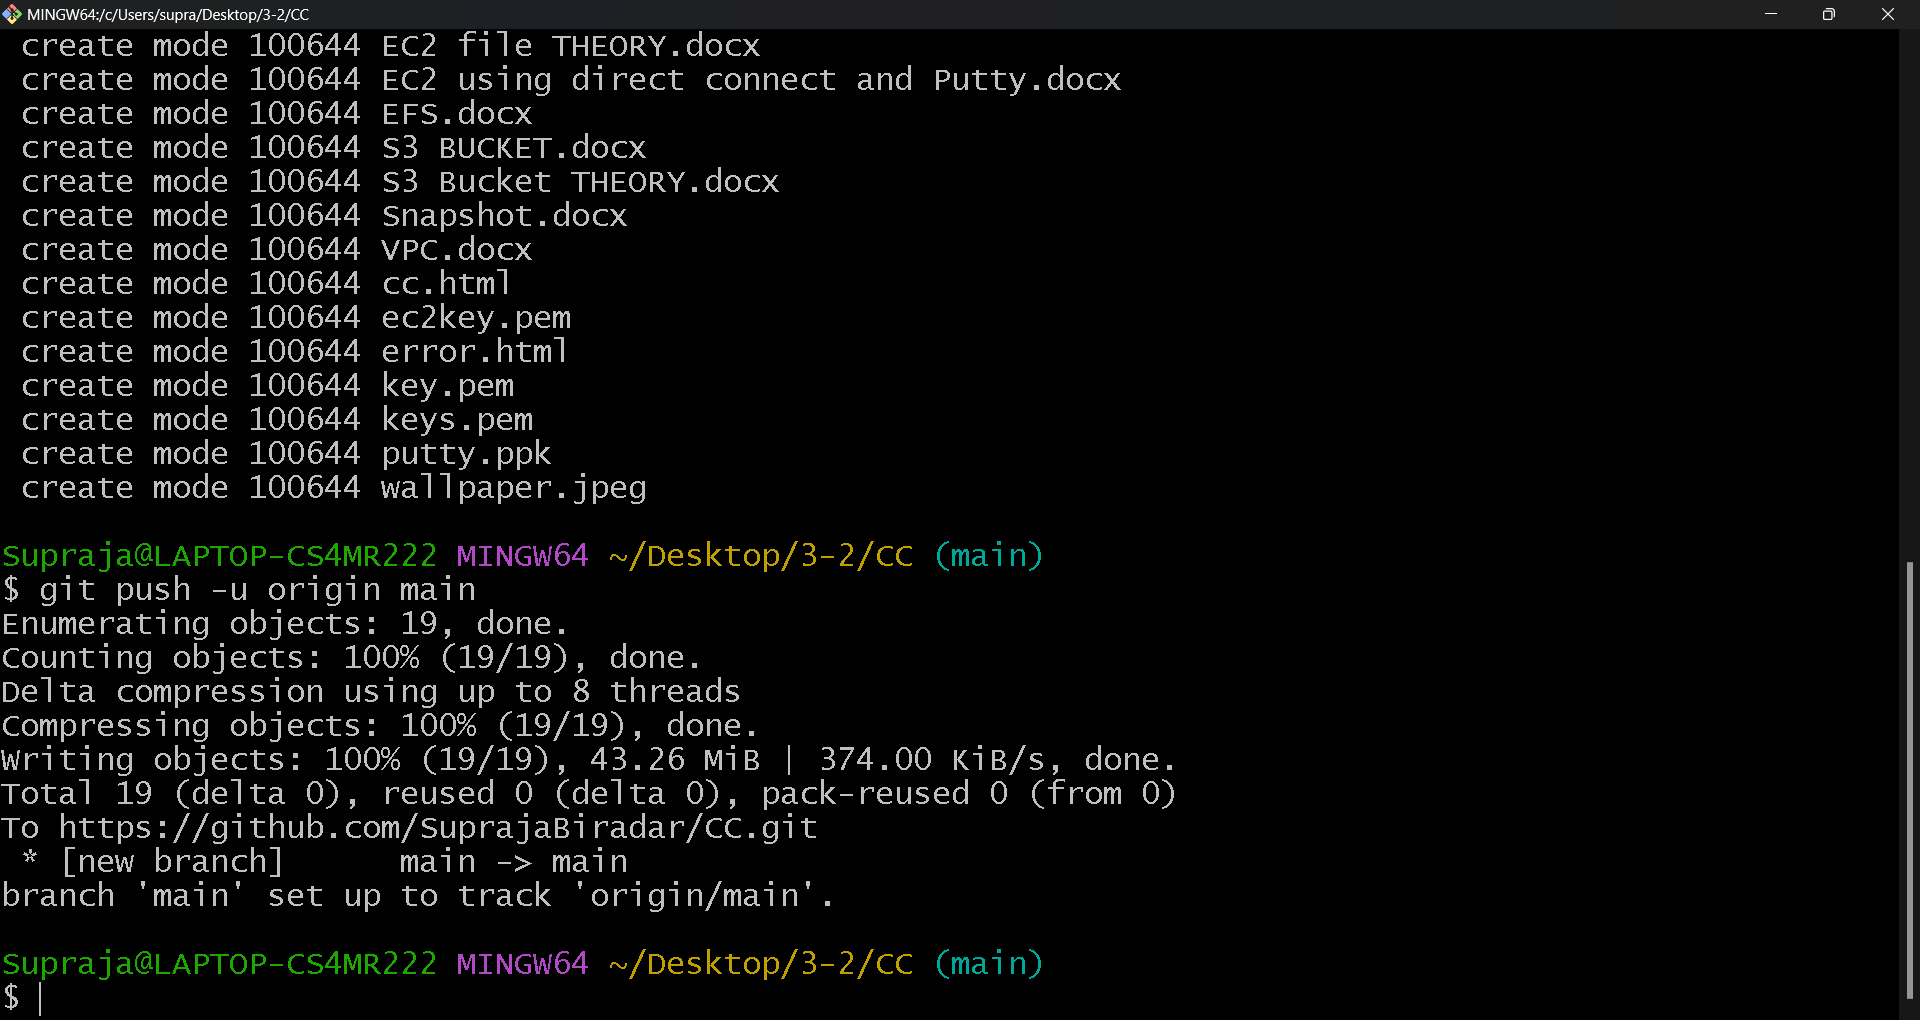 MINGW64:/c/Users/supra/Desktop/3-2/CC
create mode 100644 EC2 file THEORY.docx
create mode 100644 EC2 using direct connect and Putty.docx
create mode 100644 EFS.docx
create mode 100644 S3 BUCKET.docx
create mode 100644 S3 Bucket THEORY.docx
create mode 100644 Snapshot.docx
create mode 100644 VPC.docx
create mode 100644 cc.html
create mode 100644 ec2key.pem
create mode 100644 error.html
create mode 100644 key.pem
create mode 100644 keys.pem
create mode 100644 putty.ppk
create mode 100644 wallpaper.jpeg
Supraja@LAPTOP-CS4MR222 MINGW64 ~/Desktop/3-2/CC (main)
$ git push -u origin main
Enumerating objects: 19, done.
Counting objects: 100% (19/19), done.
Delta compression using up to 8 threads
Compressing objects: 100% (19/19), done.
Writing objects: 100% (19/19), 43.26 MiB | 374.00 KiB/s, done.
Total 19 (delta 0), reused 0 (delta 0), pack-reused 0 (from 0)
To https://github.com/SuprajaBiradar/CC.git
* [new branch]      main -> main
branch 'main' set up to track 'origin/main'.
Supraja@LAPTOP-CS4MR222 MINGW64 ~/Desktop/3-2/CC (main)
$